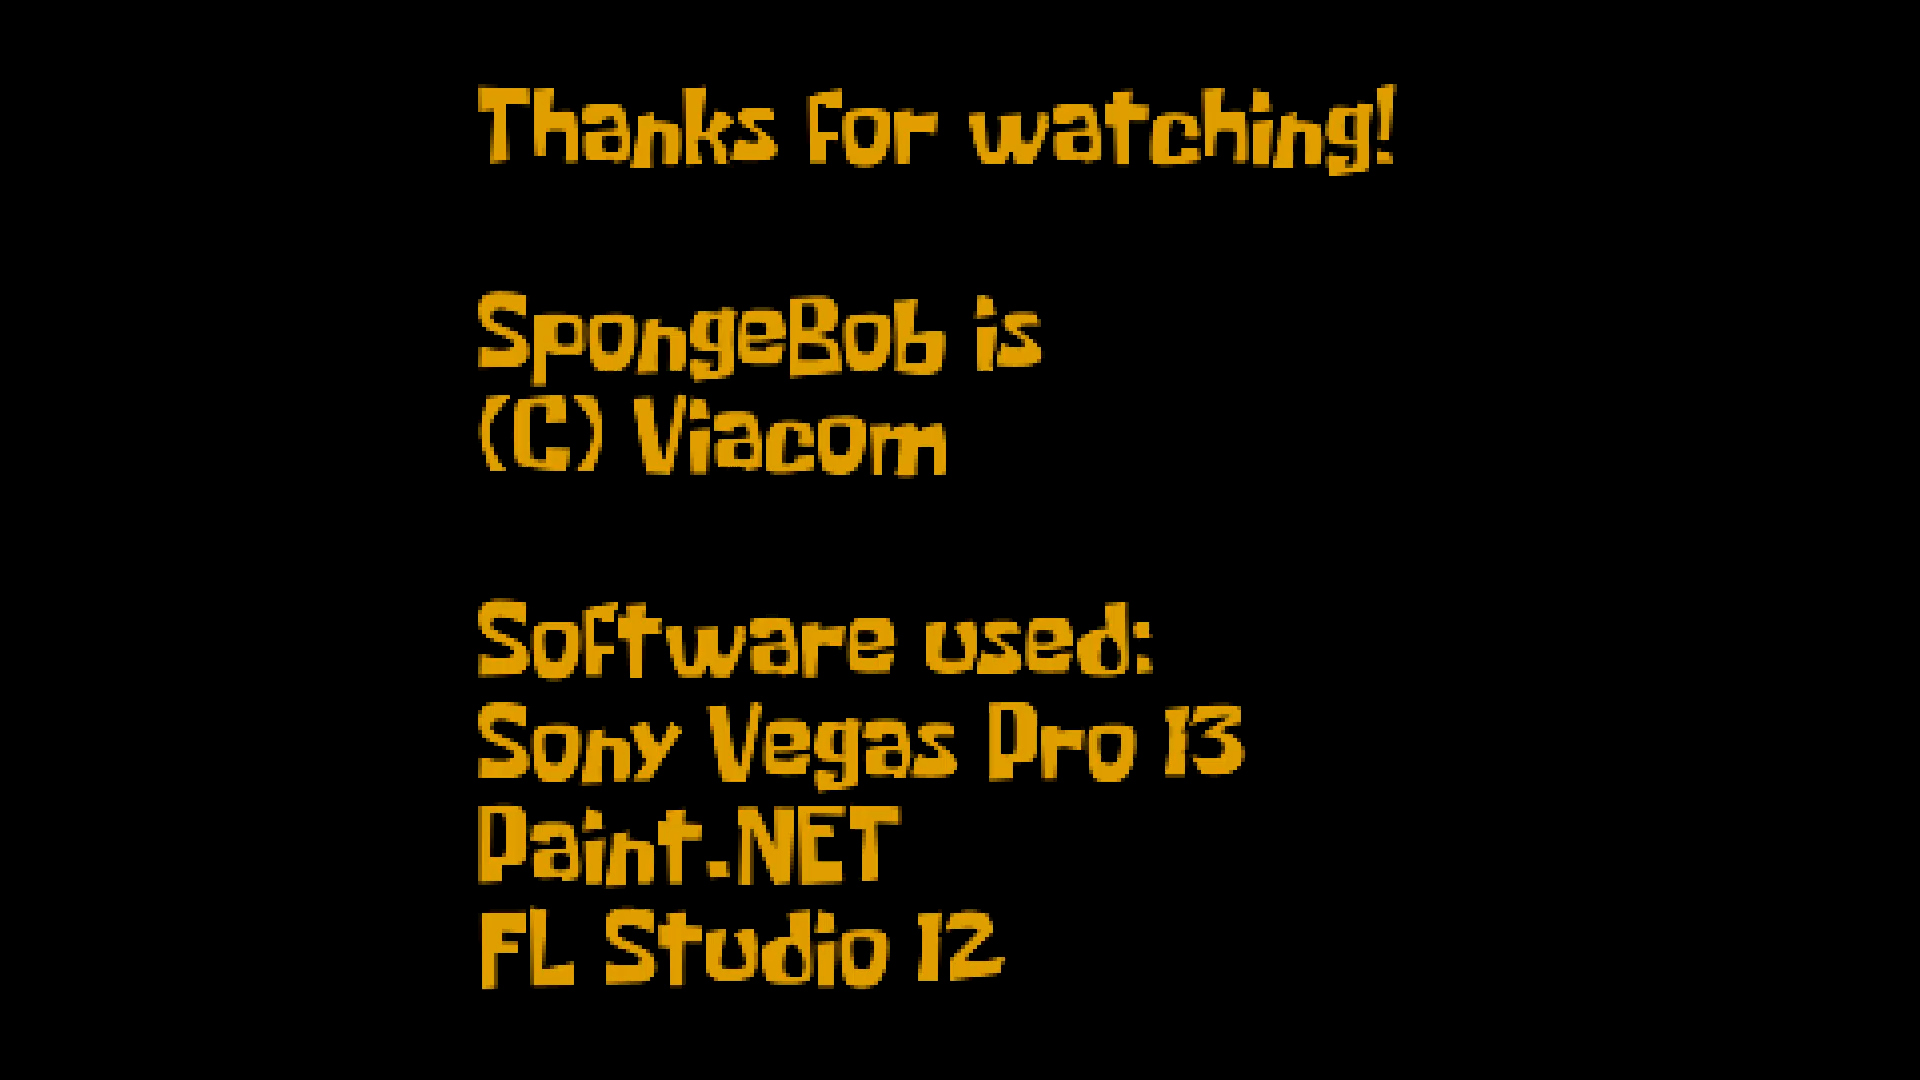 Thanks for watching!
SpongeBob is
(C) Viacom
Software used:
Sony Vegas Pro 13
Paint.NET
FL Studio 12